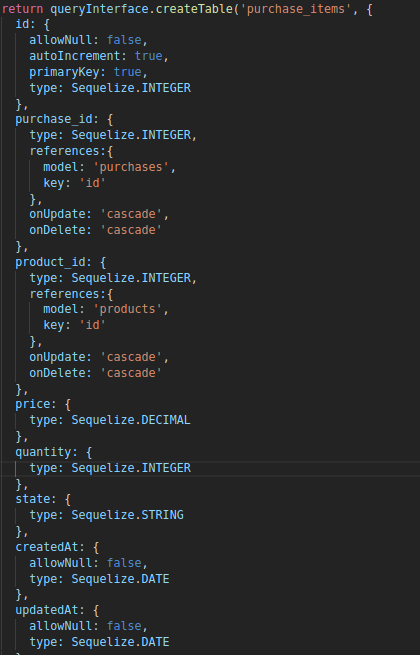 return queryInterface.createTable('purchase_items', {
id: {
allowNull: false,
autoIncrement: true,
primaryKey: true,
type: Sequelize.INTEGER
},
purchase_id: {
type: Sequelize.INTEGER,
references:{
model: 'purchases',
key: 'id'
},
onUpdate: 'cascade',
onDelete: 'cascade'
},
product_id: {
type: Sequelize.INTEGER,
references:{
model: 'products',
key: 'id'
},
onUpdate: 'cascade',
onDelete: 'cascade'
},
price: {
type: Sequelize.DECIMAL
},
quantity: {
type: Sequelize.INTEGER
},
state: {
type: Sequelize.STRING
},
createdAt: {
allowNull: false,
type: Sequelize.DATE
},
updatedAt: {
allowNull: false,
type: Sequelize.DATE